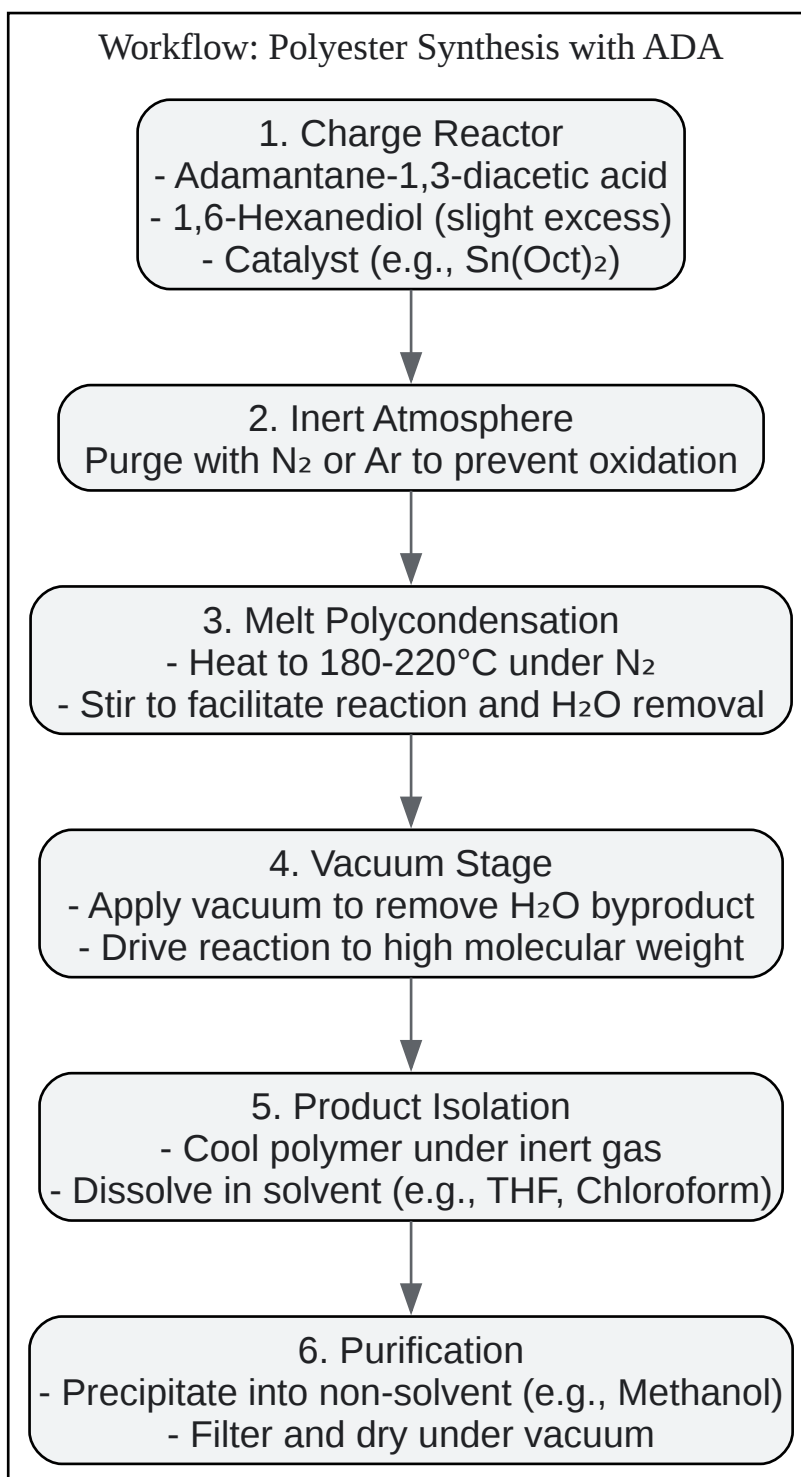 Workflow: Polyester Synthesis with ADA
1. Charge Reactor
- Adamantane-1,3-diacetic acid
- 1,6-Hexanediol (slight excess)
- Catalyst (e.g., Sn(Oct)₂)
2. Inert Atmosphere
Purge with N₂ or Ar to prevent oxidation
3. Melt Polycondensation
- Heat to 180-220°C under N₂
- Stir to facilitate reaction and H₂O removal
4. Vacuum Stage
- Apply vacuum to remove H₂O byproduct
- Drive reaction to high molecular weight
5. Product Isolation
- Cool polymer under inert gas
- Dissolve in solvent (e.g., THF, Chloroform)
6. Purification
- Precipitate into non-solvent (e.g., Methanol)
- Filter and dry under vacuum